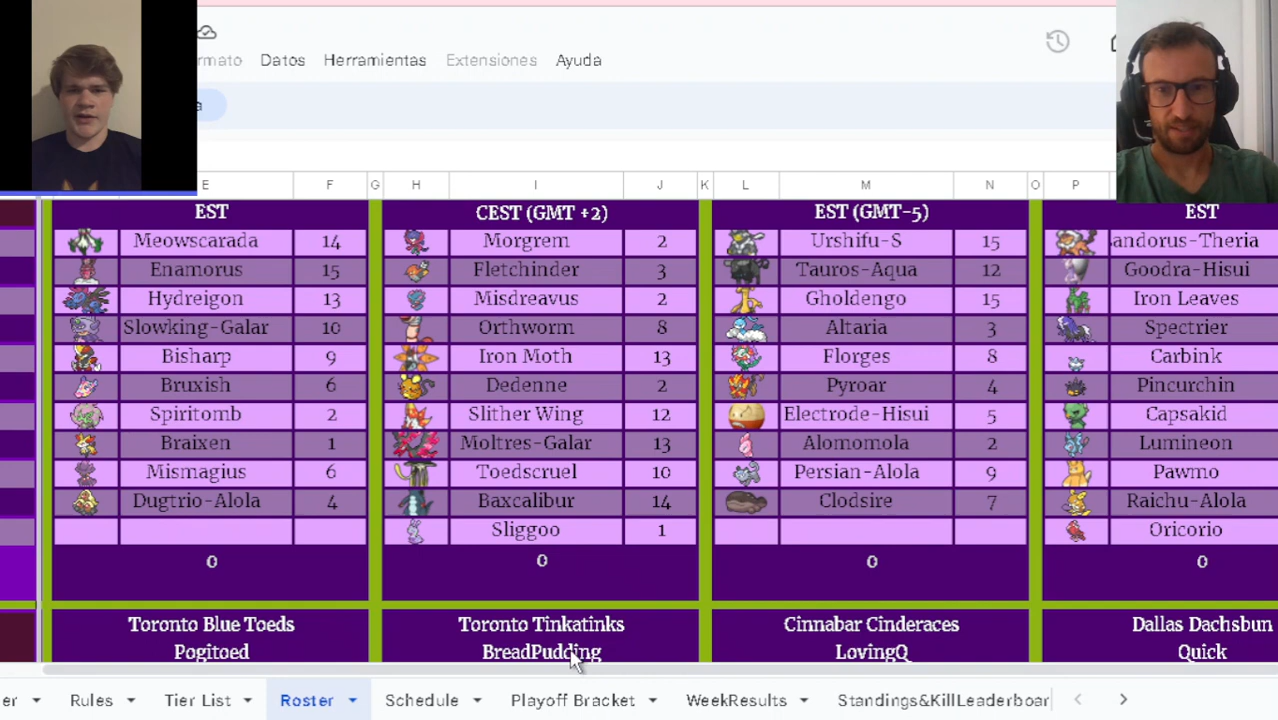 rmato Datos Herramientas Extensiones Ayuda
a
E F G H I J K L M N O P
EST CEST (GMT +2) EST (GMT-5) EST
Meowscarada 14 Morgrem 2 Urshifu-S 15 andorus-Theria
Enamorus 15 Fletchinder 3 Tauros-Aqua 12 Goodra-Hisui
Hydreigon 13 Misdreavus 2 Gholdengo 15 Iron Leaves
Slowking-Galar 10 Orthworm 8 Altaria 3 Spectrier
Bisharp 9 Iron Moth 13 Florges 8 Carbink
Bruxish 6 Dedenne 2 Pyroar 4 Pincurchin
Spiritomb 2 Slither Wing 12 Electrode-Hisui 5 Capsakid
Braixen 1 Moltres-Galar 13 Alomomola 2 Lumineon
Mismagius 6 Toedscruel 10 Persian-Alola 9 Pawmo
Dugtrio-Alola 4 Baxcalibur 14 Clodsire 7 Raichu-Alola
Sliggoo 1 Oricorio
0 0 0 0
Toronto Blue Toeds Toronto Tinkatinks Cinnabar Cinderaces Dallas Dachsbun
Pogitoed BreadPudding LovingQ Quick
er Rules Tier List Roster Schedule Playoff Bracket WeekResults Standings&KillLeaderboar